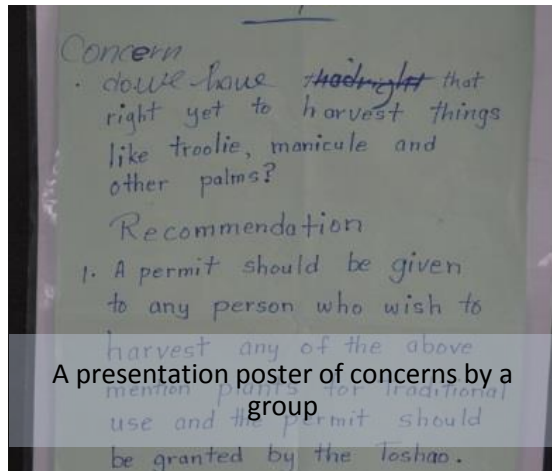 Concern
. do we have thadright that
right yet to harvest things
like troolie, manicule and
other palms?
Recommendation
1. A permit should be given
to any person who wish to
harvest any of the above
A presentation poster of concerns by a
mention plants for Traditional
group
use and the permit should
be granted by the Toshao.